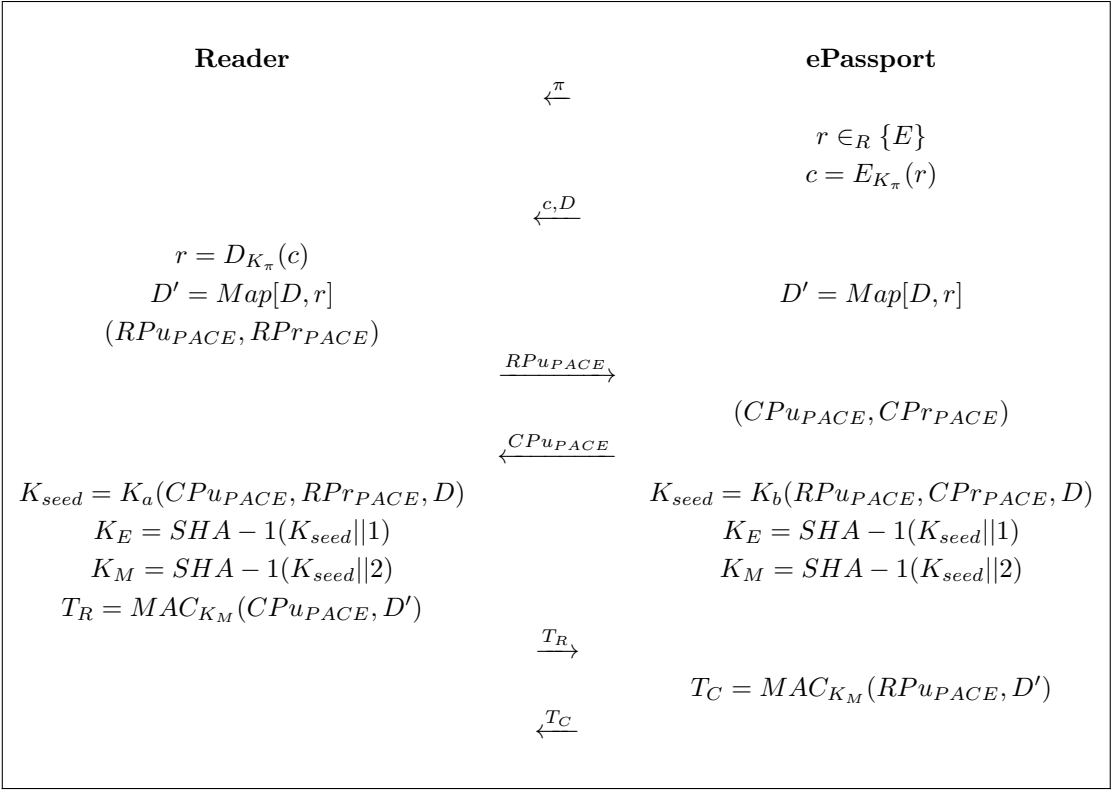 Reader ePassport
π
←
r ∈_R {E}
c = E_{K_π}(r)
c,D
←
r = D_{K_π}(c)
D′ = Map[D, r] D′ = Map[D, r]
(RPu_{PACE}, RPr_{PACE})
RPu_{PACE}
→
(CPu_{PACE}, CPr_{PACE})
CPu_{PACE}
←
K_{seed} = K_a(CPu_{PACE}, RPr_{PACE}, D) K_{seed} = K_b(RPu_{PACE}, CPr_{PACE}, D)
K_E = SHA − 1(K_{seed}||1) K_E = SHA − 1(K_{seed}||1)
K_M = SHA − 1(K_{seed}||2) K_M = SHA − 1(K_{seed}||2)
T_R = MAC_{K_M}(CPu_{PACE}, D′)
T_R
→
T_C = MAC_{K_M}(RPu_{PACE}, D′)
T_C
←